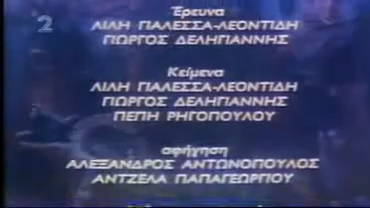 2
Έρευνα
ΛΙΛΗ ΓΙΑΛΕΣΣΑ-ΛΕΟΝΤΙΔΗ
ΓΙΩΡΓΟΣ ΔΕΛΗΓΙΑΝΝΗΣ
Κείμενα
ΛΙΛΗ ΓΙΑΛΕΣΣΑ-ΛΕΟΝΤΙΔΗ
ΓΙΩΡΓΟΣ ΔΕΛΗΓΙΑΝΝΗΣ
ΠΕΠΗ ΡΗΓΟΠΟΥΛΟΥ
αφήγηση
ΑΛΕΞΑΝΔΡΟΣ ΑΝΤΩΝΟΠΟΥΛΟΣ
ΑΝΤΖΕΛΑ ΠΑΠΑΓΕΩΡΓΙΟΥ